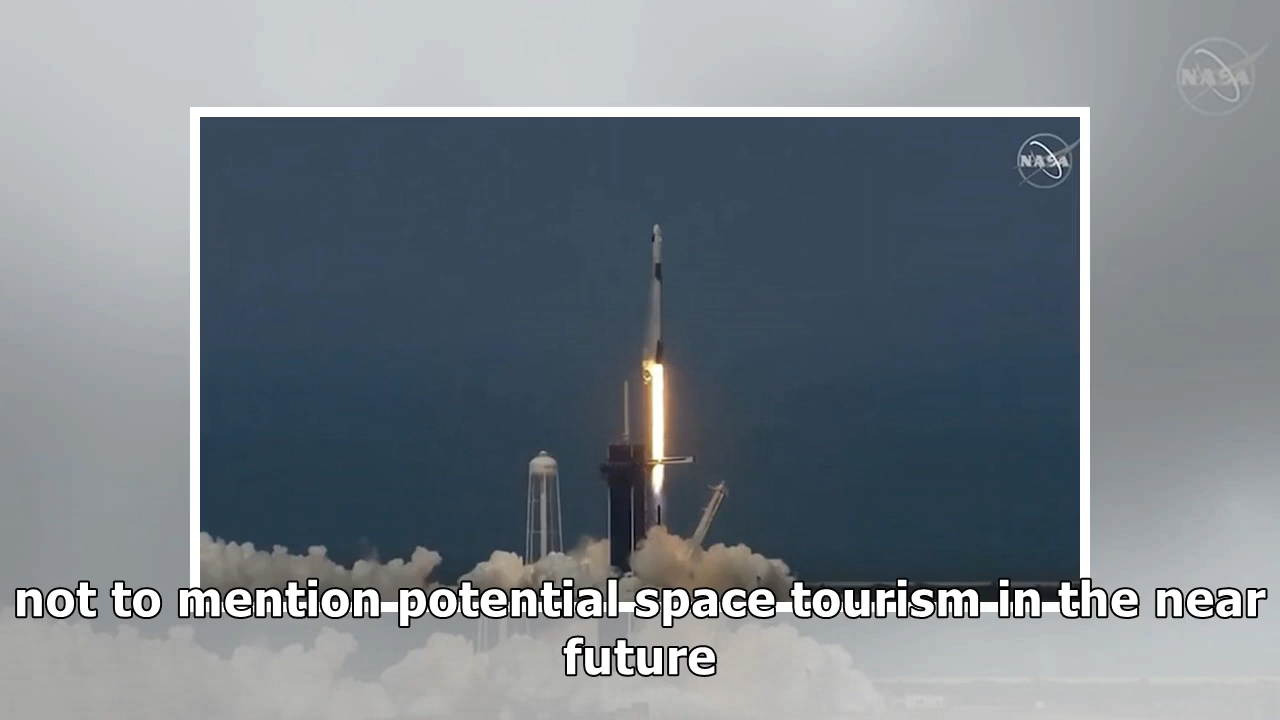 NASA
NASA
not to mention potential space tourism in the near
future